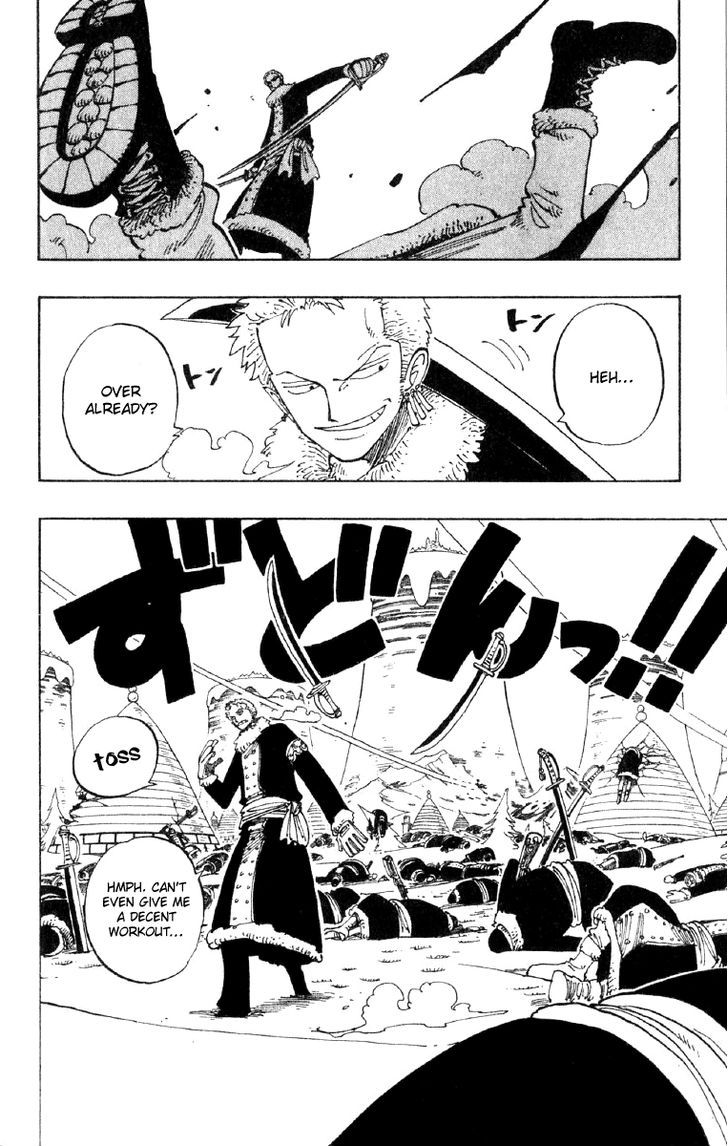 HEH...
トン
トン
OVER
ALREADY?
ずどんっ!!
toss
HMPH. CAN'T
EVEN GIVE ME
A DECENT
WORKOUT...